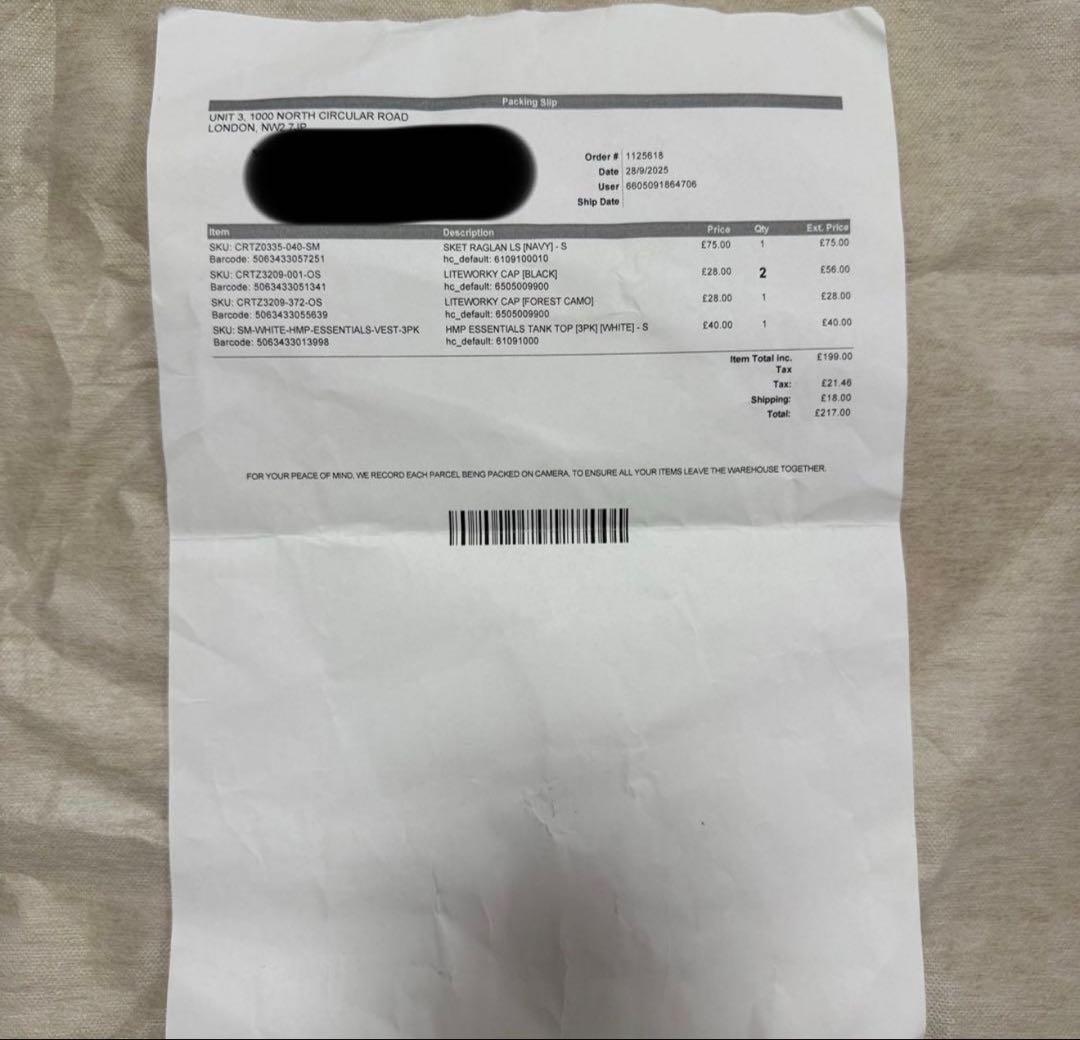 Packing Slip
UNIT 3, 1000 NORTH CIRCULAR ROAD
LONDON, NW2 7JP
Order # 1125618
Date 28/9/2025
User 6605091864706
Ship Date
Item Description Price Qty Ext. Price
SKU: CRTZ0335-040-SM SKET RAGLAN LS [NAVY] - S £75.00 1 £75.00
Barcode: 5063433057251 hc_default: 6109100010
SKU: CRTZ3209-001-OS LITEWORKY CAP [BLACK] £28.00 2 £56.00
Barcode: 5063433051341 hc_default: 6505009900
SKU: CRTZ3209-372-OS LITEWORKY CAP [FOREST CAMO] £28.00 1 £28.00
Barcode: 5063433055639 hc_default: 6505009900
SKU: SM-WHITE-HMP-ESSENTIALS-VEST-3PK HMP ESSENTIALS TANK TOP [3PK] [WHITE] - S £40.00 1 £40.00
Barcode: 5063433013998 hc_default: 61091000
Item Total inc. £199.00
Tax
Tax: £21.46
Shipping: £18.00
Total: £217.00
FOR YOUR PEACE OF MIND, WE RECORD EACH PARCEL BEING PACKED ON CAMERA, TO ENSURE ALL YOUR ITEMS LEAVE THE WAREHOUSE TOGETHER.